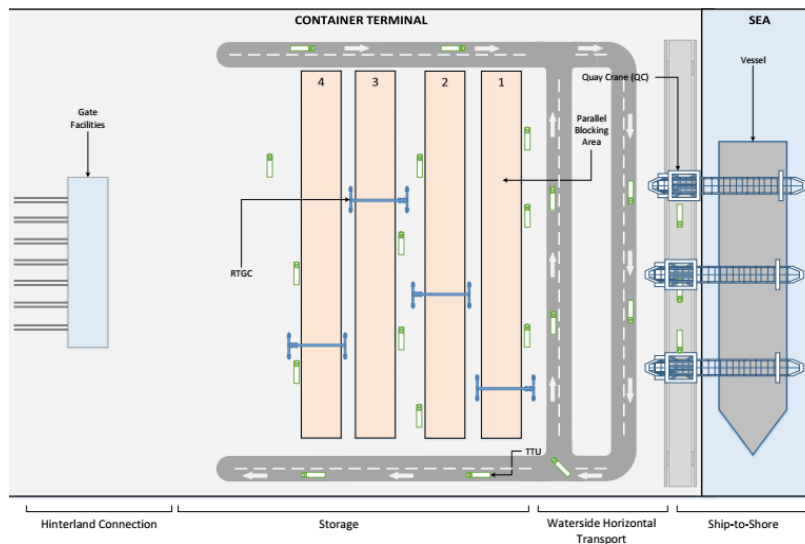 CONTAINER TERMINAL
SEA
4
3
2
1
Quay Crane (QC)
Vessel
Gate
Facilities
Parallel
Blocking
Area
RTGC
TTU
Hinterland Connection
Storage
Waterside Horizontal
Transport
Ship-to-Shore